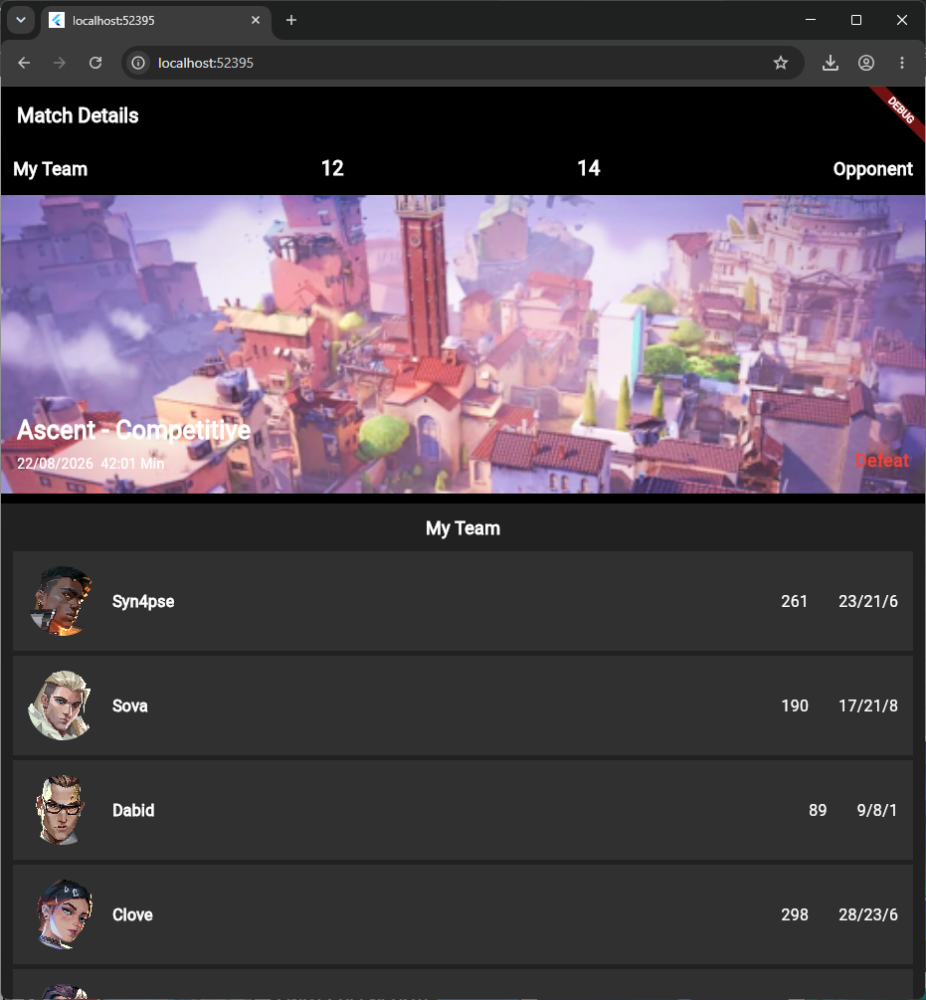 localhost:52395
localhost:52395
DEBUG
Match Details
My Team 12 14 Opponent
Ascent - Competitive
22/08/2026 42:01 Min
Defeat
My Team
Syn4pse 261 23/21/6
Sova 190 17/21/8
Dabid 89 9/8/1
Clove 298 28/23/6